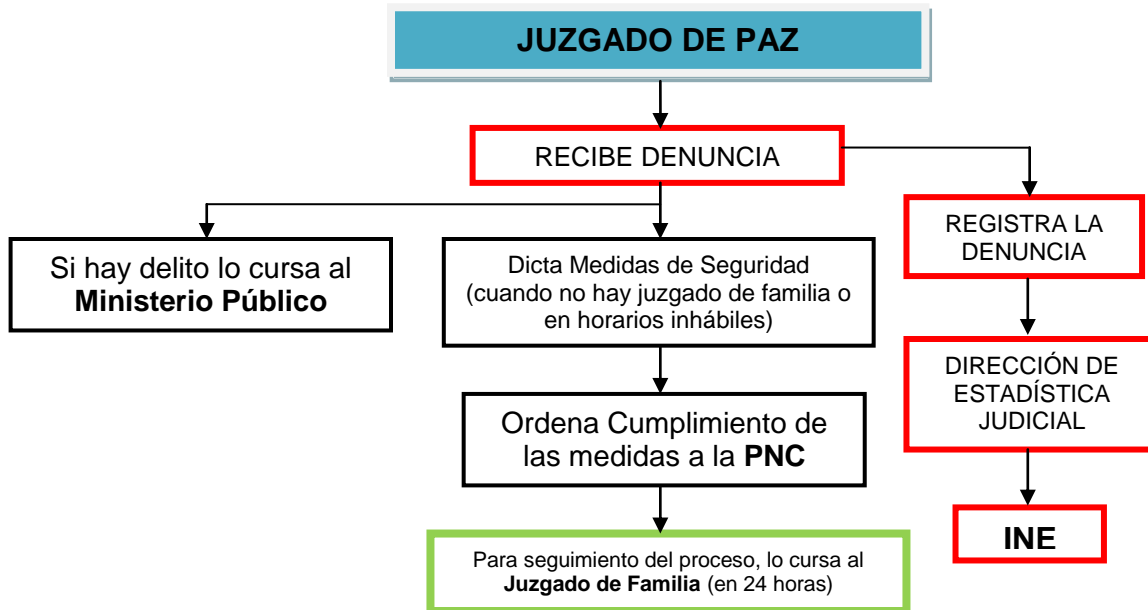 JUZGADO DE PAZ
RECIBE DENUNCIA
Si hay delito lo cursa al
Ministerio Público
Dicta Medidas de Seguridad
(cuando no hay juzgado de familia o
en horarios inhábiles)
Ordena Cumplimiento de
las medidas a la PNC
Para seguimiento del proceso, lo cursa al
Juzgado de Familia (en 24 horas)
REGISTRA LA
DENUNCIA
DIRECCIÓN DE
ESTADÍSTICA
JUDICIAL
INE